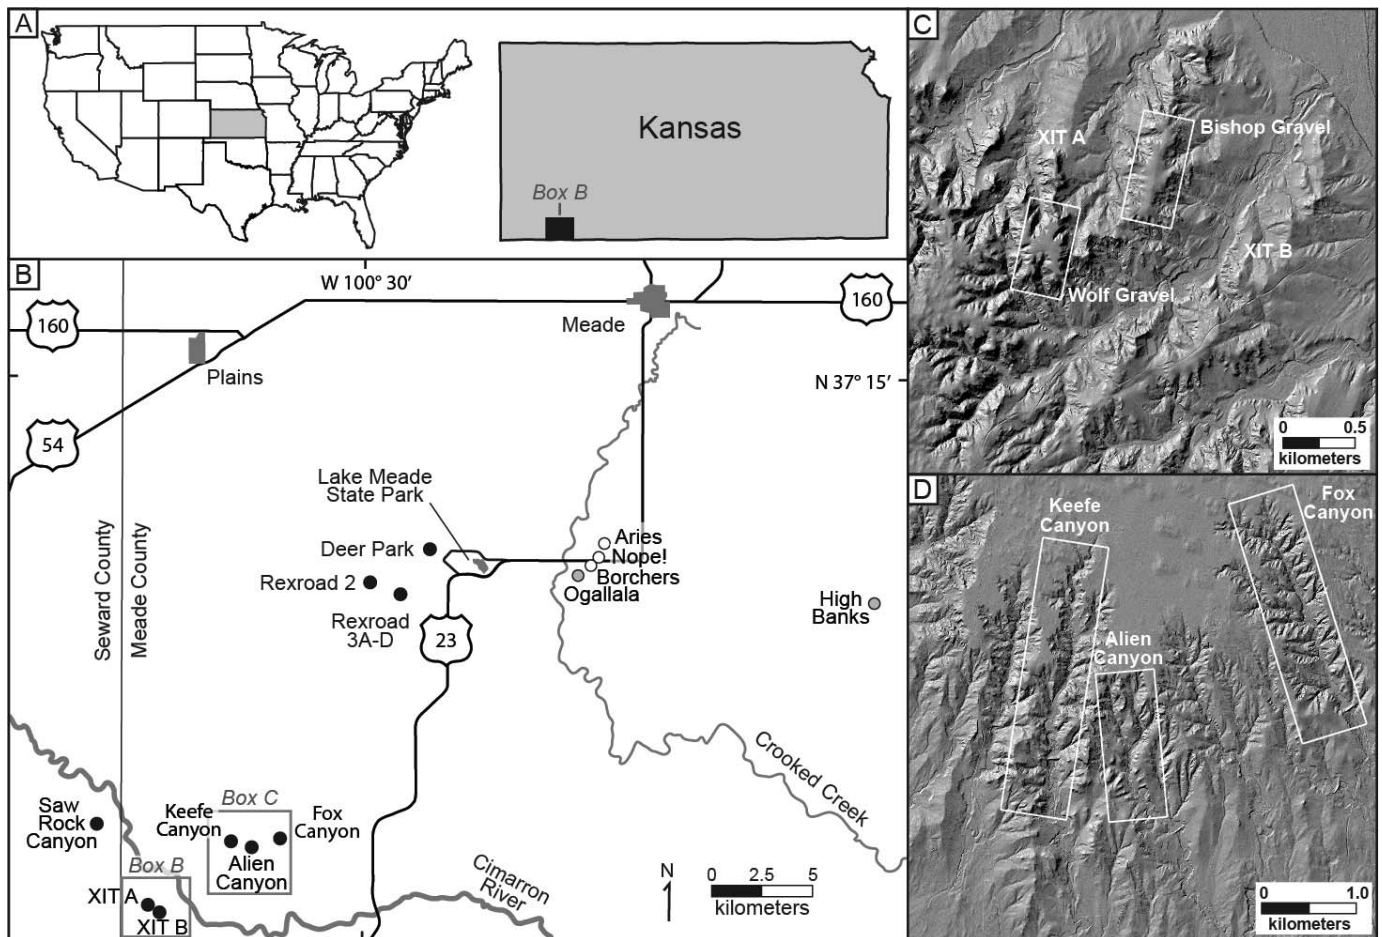 A
Kansas
Box B
B
W 100° 30'
160
160
Meade
Plains
N 37° 15'
54
Lake Meade
State Park
Seward County
Meade County
Deer Park
Rexroad 2
Rexroad
3A-D
23
Aries
Nope!
Borchers
Ogallala
High
Banks
Crooked Creek
Saw
Rock
Canyon
Box C
Keefe
Canyon
Fox
Canyon
Alien
Canyon
Box B
XIT A
XIT B
Cimarron
River
N
0 2.5 5
kilometers
C
XIT A
Bishop Gravel
XIT B
Wolf Gravel
0 0.5
kilometers
D
Keefe
Canyon
Fox
Canyon
Alien
Canyon
0 1.0
kilometers